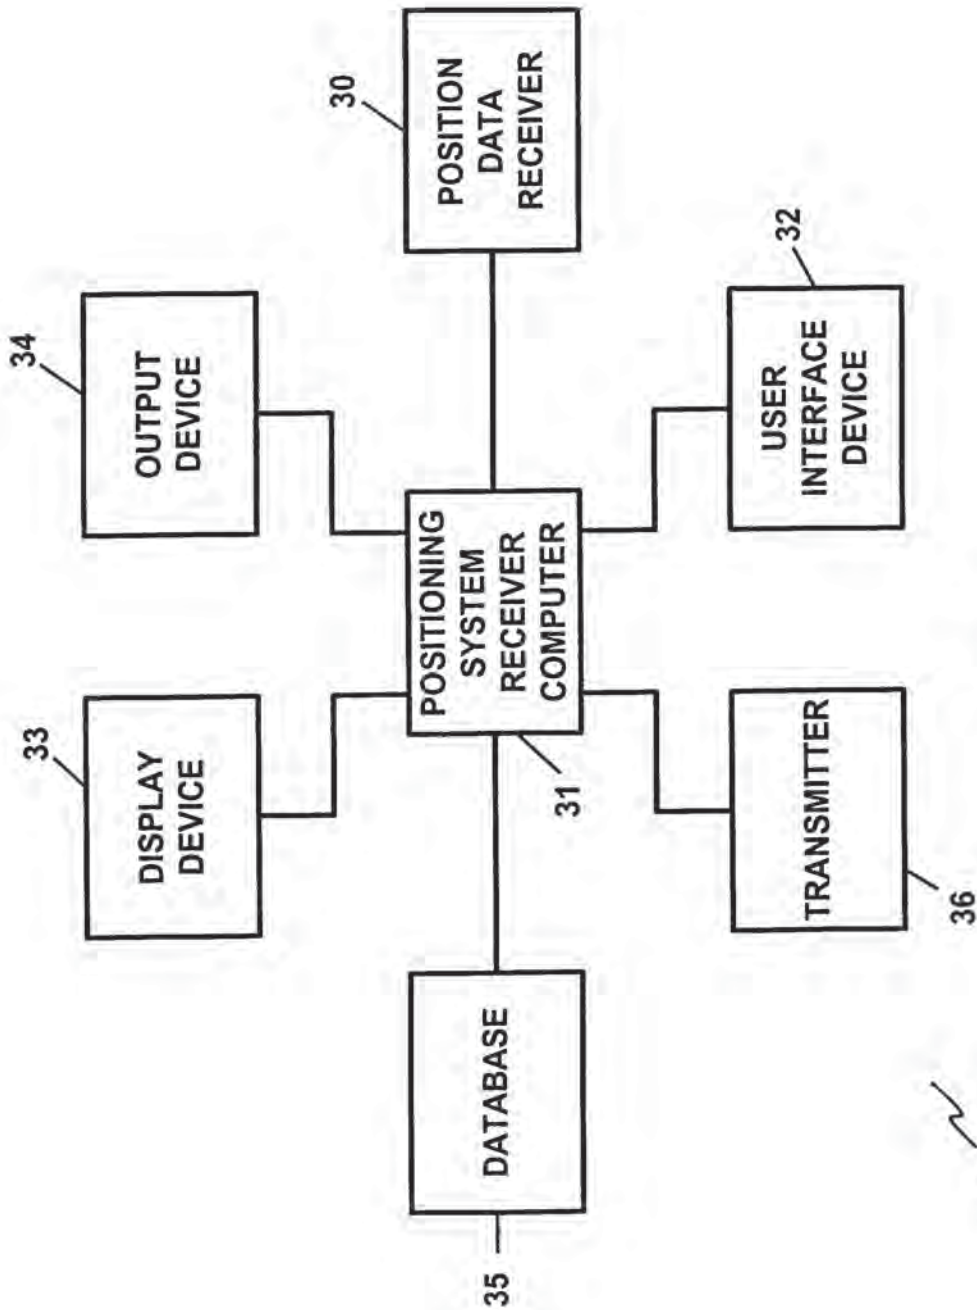 33
DISPLAY
DEVICE
34
OUTPUT
DEVICE
35
DATABASE
POSITIONING
SYSTEM
RECEIVER
COMPUTER
31
30
POSITION
DATA
RECEIVER
TRANSMITTER
36
USER
INTERFACE
DEVICE
32